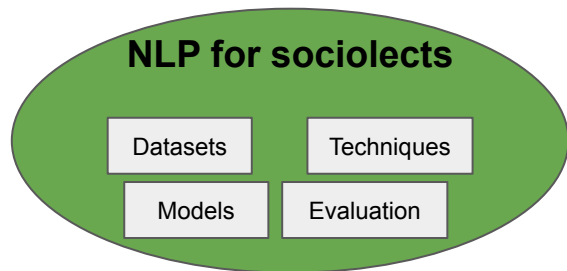 NLP for sociolects
Datasets
Techniques
Models
Evaluation